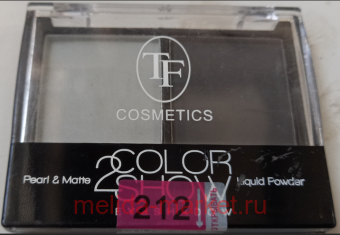 TF
COSMETICS
2 COLOR
SHOW
Pearl & Matte
Liquid Powder
212